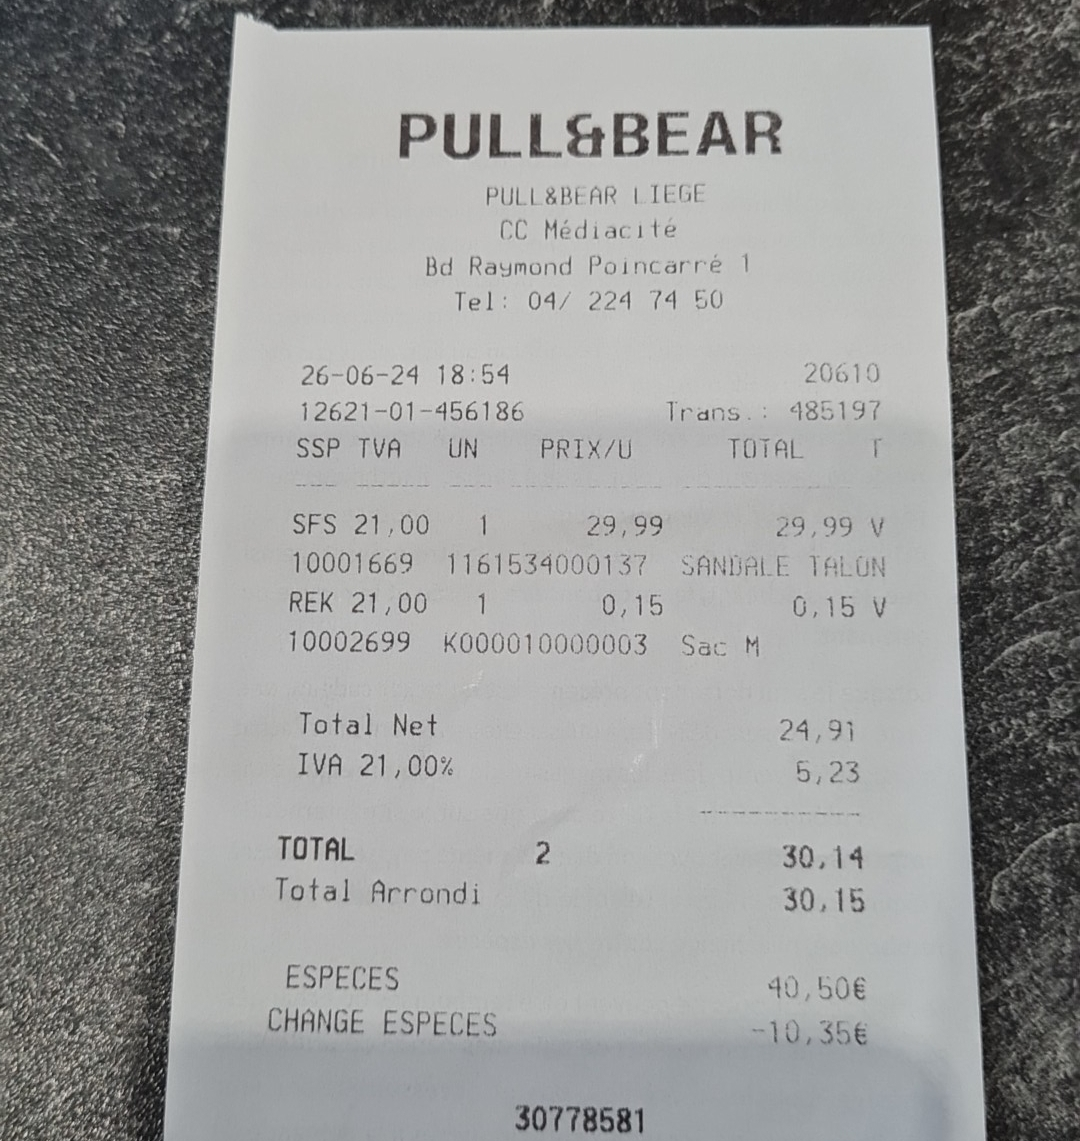 PULL&BEAR
PULL&BEAR LIEGE
CC Médiacité
Bd Raymond Poincarré 1
Tel: 04/ 224 74 50
26-06-24 18:54 20610
12621-01-456186 Trans.: 485197
SSP TVA UN PRIX/U TOTAL T
SFS 21,00 1 29,99 29,99 V
10001669 1161534000137 SANDALE TALON
REK 21,00 1 0,15 0,15 V
10002699 K000010000003 Sac M
Total Net 24,91
IVA 21,00% 5,23
TOTAL 2 30,14
Total Arrondi 30,15
ESPECES 40,50€
CHANGE ESPECES -10,35€
30778581